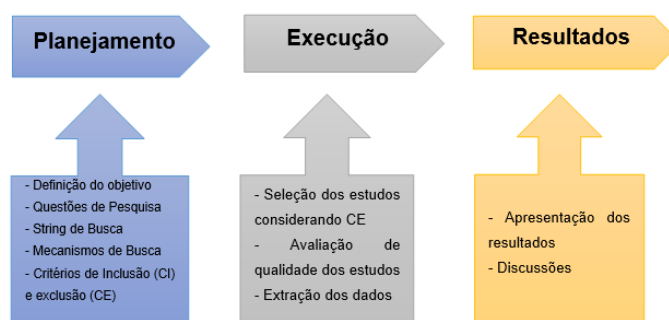 Planejamento
Execução
Resultados
- Definição do objetivo
- Questões de Pesquisa
- String de Busca
- Mecanismos de Busca
- Critérios de Inclusão (CI)
e exclusão (CE)
- Seleção dos estudos
considerando CE
- Avaliação de
qualidade dos estudos
- Extração dos dados
- Apresentação dos
resultados
- Discussões